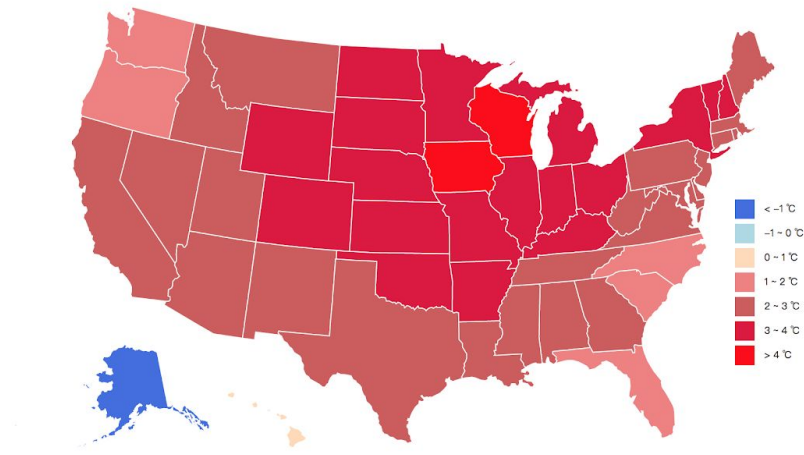 < −1 ℃
−1 ~ 0 ℃
0 ~ 1 ℃
1 ~ 2 ℃
2 ~ 3 ℃
3 ~ 4 ℃
> 4 ℃